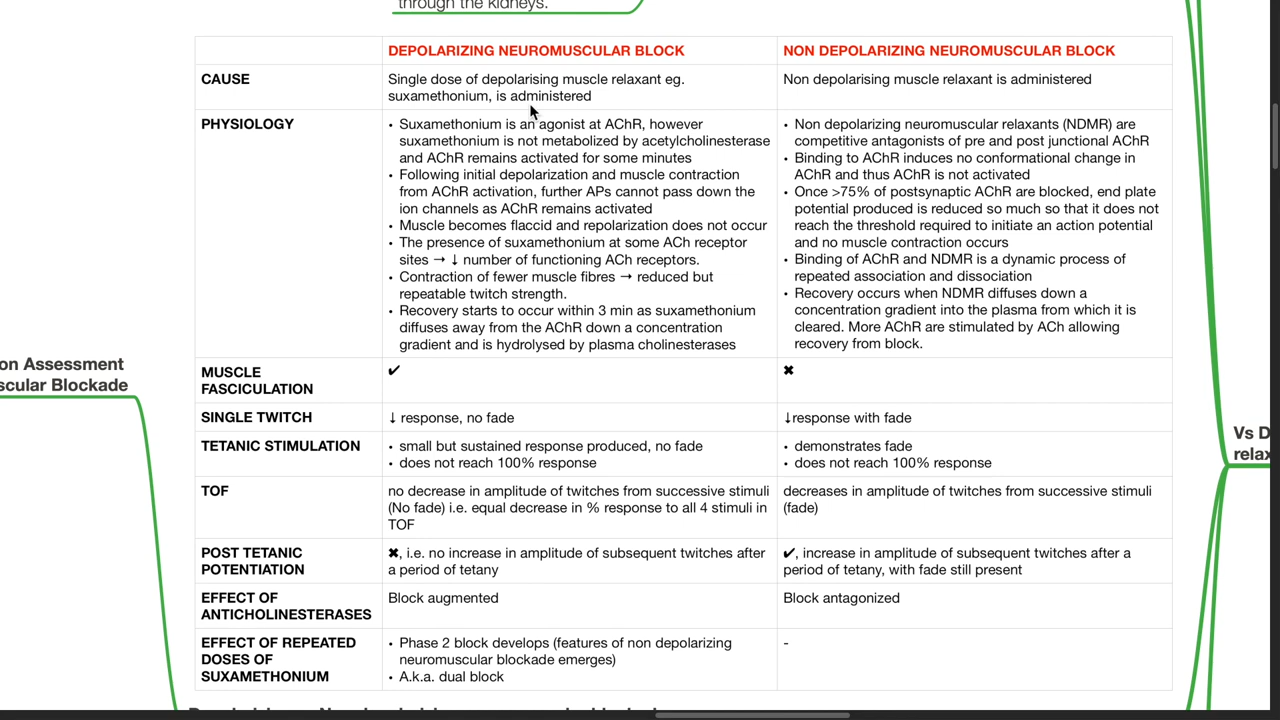 through the kidneys.
DEPOLARIZING NEUROMUSCULAR BLOCK
NON DEPOLARIZING NEUROMUSCULAR BLOCK
CAUSE
Single dose of depolarising muscle relaxant eg.
suxamethonium, is administered
Non depolarising muscle relaxant is administered
PHYSIOLOGY
• Suxamethonium is an agonist at AChR, however
suxamethonium is not metabolized by acetylcholinesterase
and AChR remains activated for some minutes
• Following initial depolarization and muscle contraction
from AChR activation, further APs cannot pass down the
ion channels as AChR remains activated
• Muscle becomes flaccid and repolarization does not occur
• The presence of suxamethonium at some ACh receptor
sites → ↓ number of functioning ACh receptors.
• Contraction of fewer muscle fibres → reduced but
repeatable twitch strength.
• Recovery starts to occur within 3 min as suxamethonium
diffuses away from the AChR down a concentration
gradient and is hydrolysed by plasma cholinesterases
• Non depolarizing neuromuscular relaxants (NDMR) are
competitive antagonists of pre and post junctional AChR
• Binding to AChR induces no conformational change in
AChR and thus AChR is not activated
• Once >75% of postsynaptic AChR are blocked, end plate
potential produced is reduced so much so that it does not
reach the threshold required to initiate an action potential
and no muscle contraction occurs
• Binding of AChR and NDMR is a dynamic process of
repeated association and dissociation
• Recovery occurs when NDMR diffuses down a
concentration gradient into the plasma from which it is
cleared. More AChR are stimulated by ACh allowing
recovery from block.
MUSCLE
FASCICULATION
✔
✖
SINGLE TWITCH
↓ response, no fade
↓response with fade
TETANIC STIMULATION
• small but sustained response produced, no fade
• does not reach 100% response
• demonstrates fade
• does not reach 100% response
TOF
no decrease in amplitude of twitches from successive stimuli
(No fade) i.e. equal decrease in % response to all 4 stimuli in
TOF
decreases in amplitude of twitches from successive stimuli
(fade)
POST TETANIC
POTENTIATION
✖, i.e. no increase in amplitude of subsequent twitches after
a period of tetany
✔, increase in amplitude of subsequent twitches after a
period of tetany, with fade still present
EFFECT OF
ANTICHOLINESTERASES
Block augmented
Block antagonized
EFFECT OF REPEATED
DOSES OF
SUXAMETHONIUM
• Phase 2 block develops (features of non depolarizing
neuromuscular blockade emerges)
• A.k.a. dual block
-
on Assessment
scular Blockade
Vs D
relax